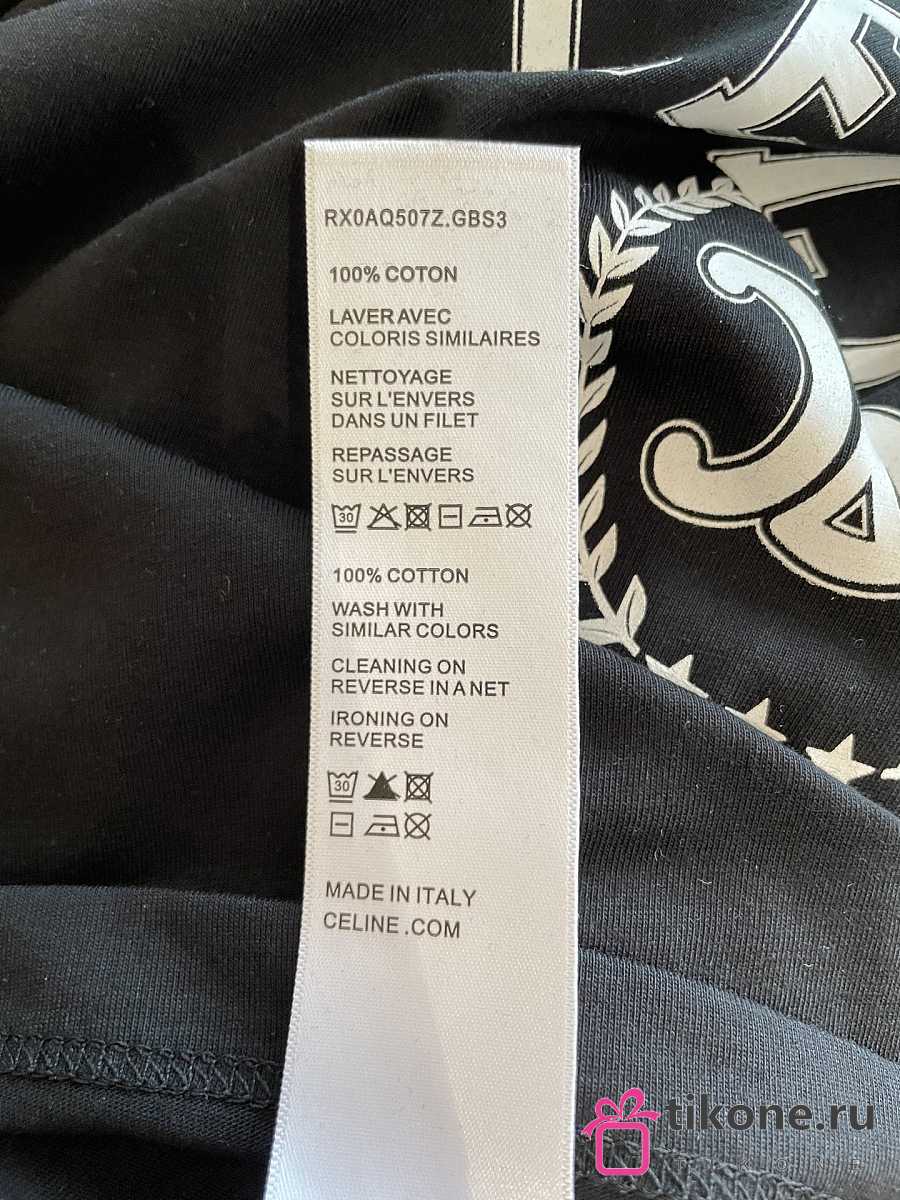 RX0AQ507Z.GBS3
100% COTON
LAVER AVEC
COLORIS SIMILAIRES
NETTOYAGE
SUR L'ENVERS
DANS UN FILET
REPASSAGE
SUR L'ENVERS
30
100% COTTON
WASH WITH
SIMILAR COLORS
CLEANING ON
REVERSE IN A NET
IRONING ON
REVERSE
30
MADE IN ITALY
CELINE .COM
tikone.ru